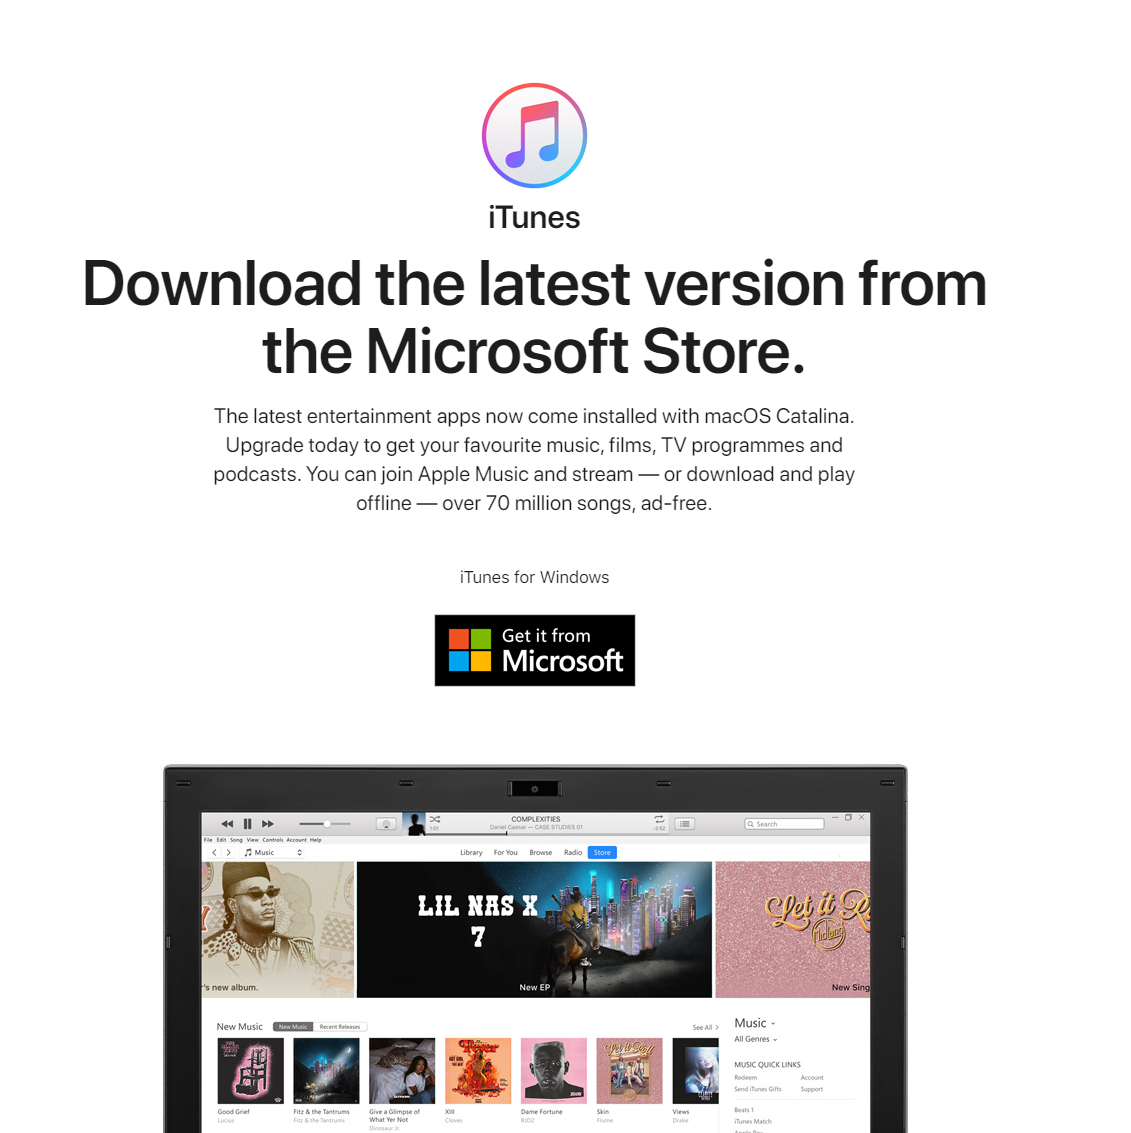 iTunes
Download the latest version from
the Microsoft Store.
The latest entertainment apps now come installed with macOS Catalina.
Upgrade today to get your favourite music, films, TV programmes and
podcasts. You can join Apple Music and stream — or download and play
offline — over 70 million songs, ad-free.
iTunes for Windows
Get it from
Microsoft
COMPLEXITIES
Daniel Caesar — CASE STUDIES 01
1:01
-2:52
Search
File Edit Song View Controls Account Help
Music
Library For You Browse Radio Store
LIL NAS X
7
Let it R
Midland
's new album.
New EP
New Sing
New Music
New Music Recent Releases
See All >
Music
All Genres
MUSIC QUICK LINKS
Redeem Account
Send iTunes Gifts Support
Beats 1
iTunes Match
Good Grief
Lucius
Fitz & the Tantrums
Fitz & the Tantrums
Give a Glimpse of
What Yer Not
Dinosaur Jr.
XIII
Cloves
Dame Fortune
RJD2
Skin
Flume
Views
Drake